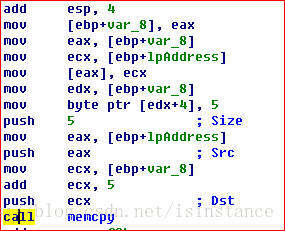 add esp, 4
mov [ebp+var_8], eax
mov eax, [ebp+var_8]
mov ecx, [ebp+lpAddress]
mov [eax], ecx
mov edx, [ebp+var_8]
mov byte ptr [edx+4], 5
push 5 ; Size
mov eax, [ebp+lpAddress]
push eax ; Src
mov ecx, [ebp+var_8]
add ecx, 5
push ecx ; Dst
call memcpy
blog.csdn.net/isInstance